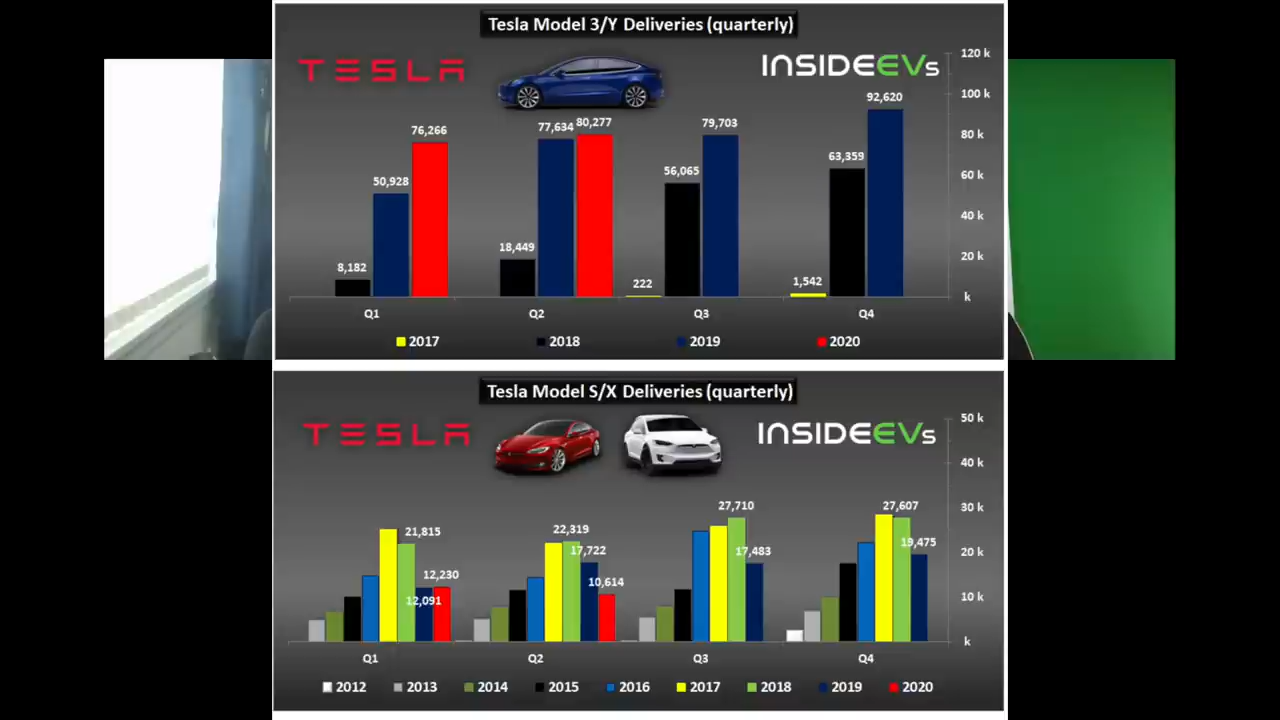 Tesla Model 3/Y Deliveries (quarterly)
TESLA
INSIDEEVs
120 k
100 k
80 k
60 k
40 k
20 k
k
8,182
50,928
76,266
18,449
77,634
80,277
222
56,065
79,703
1,542
63,359
92,620
Q1
Q2
Q3
Q4
2017
2018
2019
2020
Tesla Model S/X Deliveries (quarterly)
TESLA
INSIDEEVs
50 k
40 k
30 k
20 k
10 k
k
21,815
12,091
12,230
22,319
17,722
10,614
27,710
17,483
27,607
19,475
Q1
Q2
Q3
Q4
2012
2013
2014
2015
2016
2017
2018
2019
2020